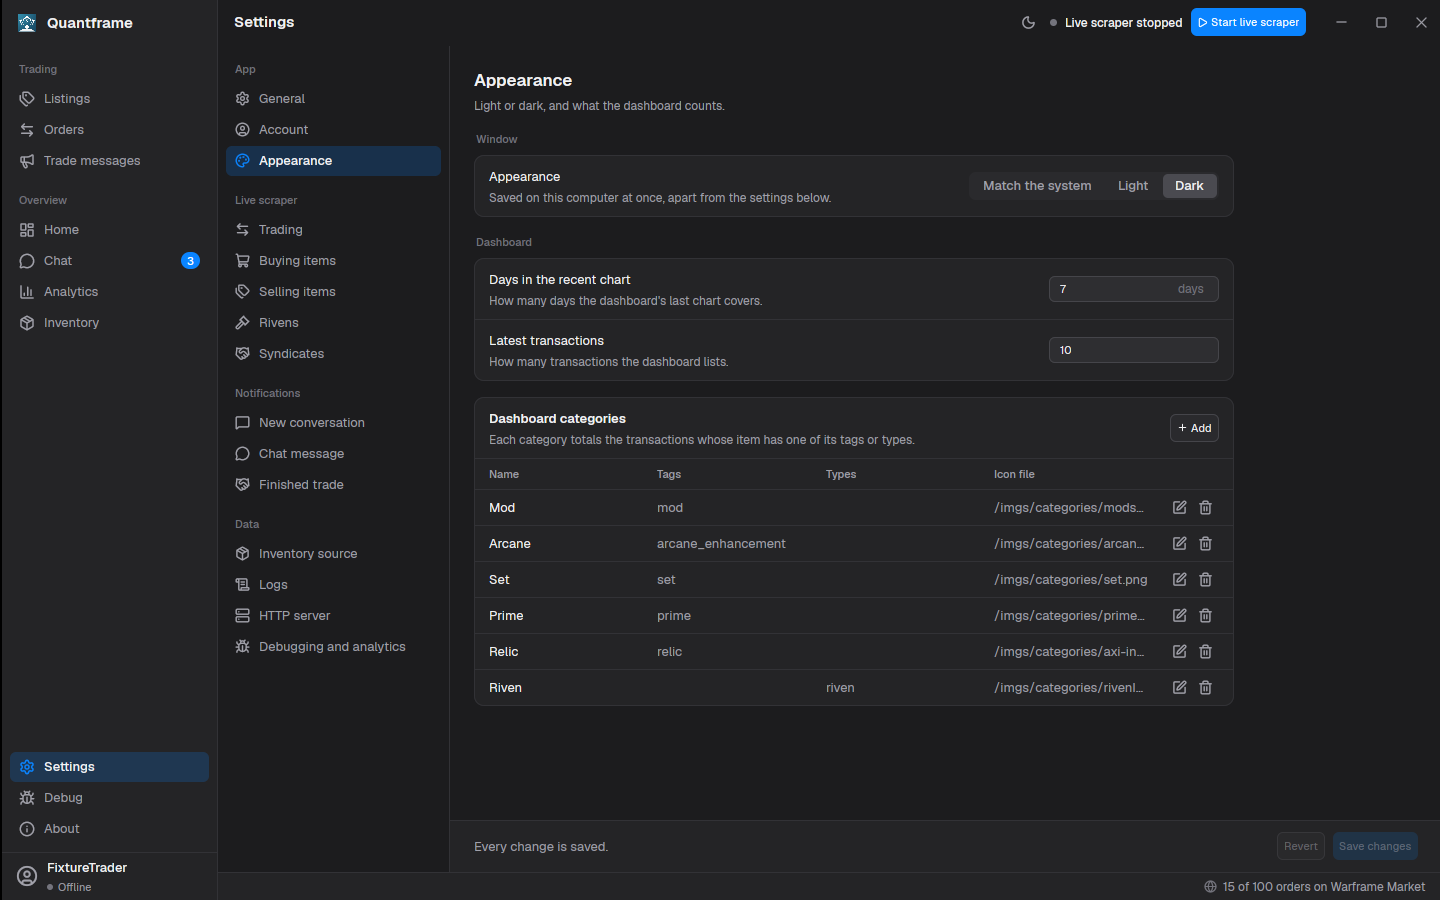 Quantframe
Settings
Live scraper stopped
Start live scraper
Trading
Listings
Orders
Trade messages
Overview
Home
Chat
3
Analytics
Inventory
Settings
Debug
About
FixtureTrader
Offline
App
General
Account
Appearance
Live scraper
Trading
Buying items
Selling items
Rivens
Syndicates
Notifications
New conversation
Chat message
Finished trade
Data
Inventory source
Logs
HTTP server
Debugging and analytics
Appearance
Light or dark, and what the dashboard counts.
Window
Appearance
Saved on this computer at once, apart from the settings below.
Match the system
Light
Dark
Dashboard
Days in the recent chart
How many days the dashboard's last chart covers.
7 days
Latest transactions
How many transactions the dashboard lists.
10
Dashboard categories
Each category totals the transactions whose item has one of its tags or types.
Add
Name Tags Types Icon file
Mod mod /imgs/categories/mods...
Arcane arcane_enhancement /imgs/categories/arcan...
Set set /imgs/categories/set.png
Prime prime /imgs/categories/prime...
Relic relic /imgs/categories/axi-in...
Riven riven /imgs/categories/rivenI...
Every change is saved.
Revert
Save changes
15 of 100 orders on Warframe Market